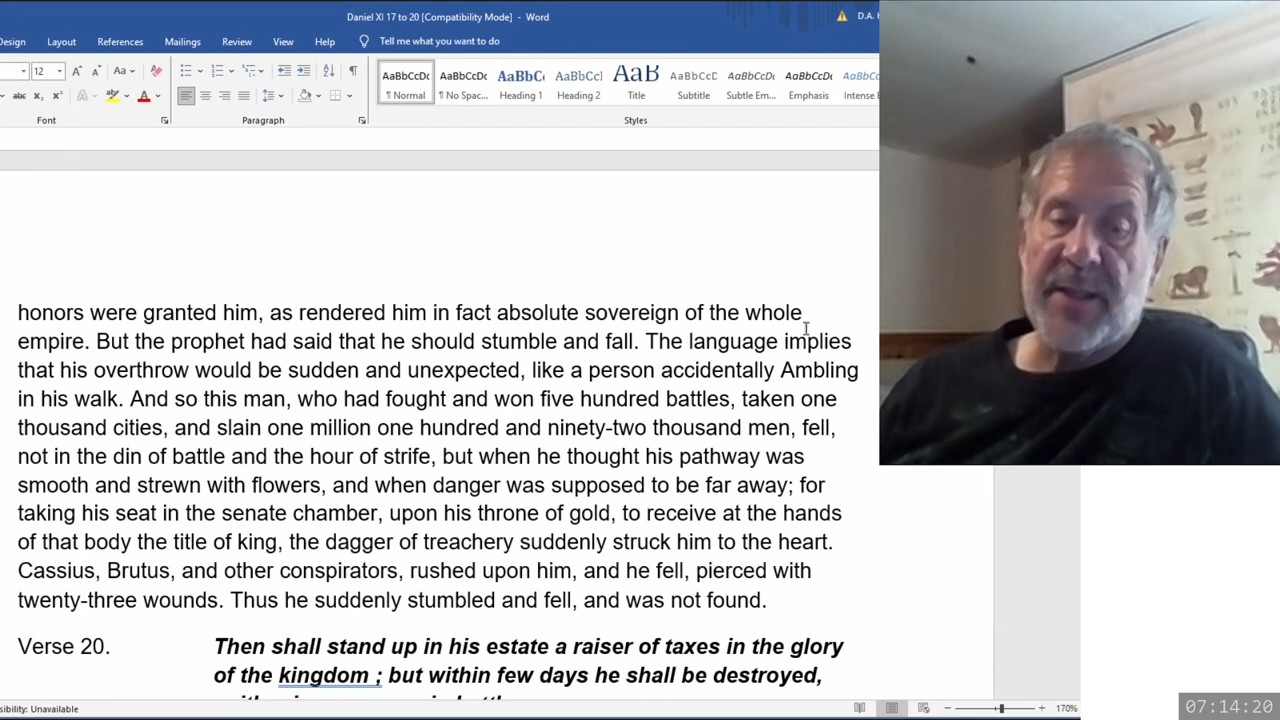 Daniel XI 17 to 20 [Compatibility Mode] - Word
D.A.
Design Layout References Mailings Review View Help Tell me what you want to do
12 Aa
abc x₂ x² A A
AaBbCcDc AaBbCcDc AaBbCc AaBbCcl AaB AaBbCcD AaBbCcDc AaBbCcDc AaBbCcDc
¶ Normal ¶ No Spac... Heading 1 Heading 2 Title Subtitle Subtle Em... Emphasis Intense E
Font Paragraph Styles
honors were granted him, as rendered him in fact absolute sovereign of the whole
empire. But the prophet had said that he should stumble and fall. The language implies
that his overthrow would be sudden and unexpected, like a person accidentally Ambling
in his walk. And so this man, who had fought and won five hundred battles, taken one
thousand cities, and slain one million one hundred and ninety-two thousand men, fell,
not in the din of battle and the hour of strife, but when he thought his pathway was
smooth and strewn with flowers, and when danger was supposed to be far away; for
taking his seat in the senate chamber, upon his throne of gold, to receive at the hands
of that body the title of king, the dagger of treachery suddenly struck him to the heart.
Cassius, Brutus, and other conspirators, rushed upon him, and he fell, pierced with
twenty-three wounds. Thus he suddenly stumbled and fell, and was not found.
Verse 20. Then shall stand up in his estate a raiser of taxes in the glory
of the kingdom ; but within few days he shall be destroyed,
sibility: Unavailable
170%
07:14:20